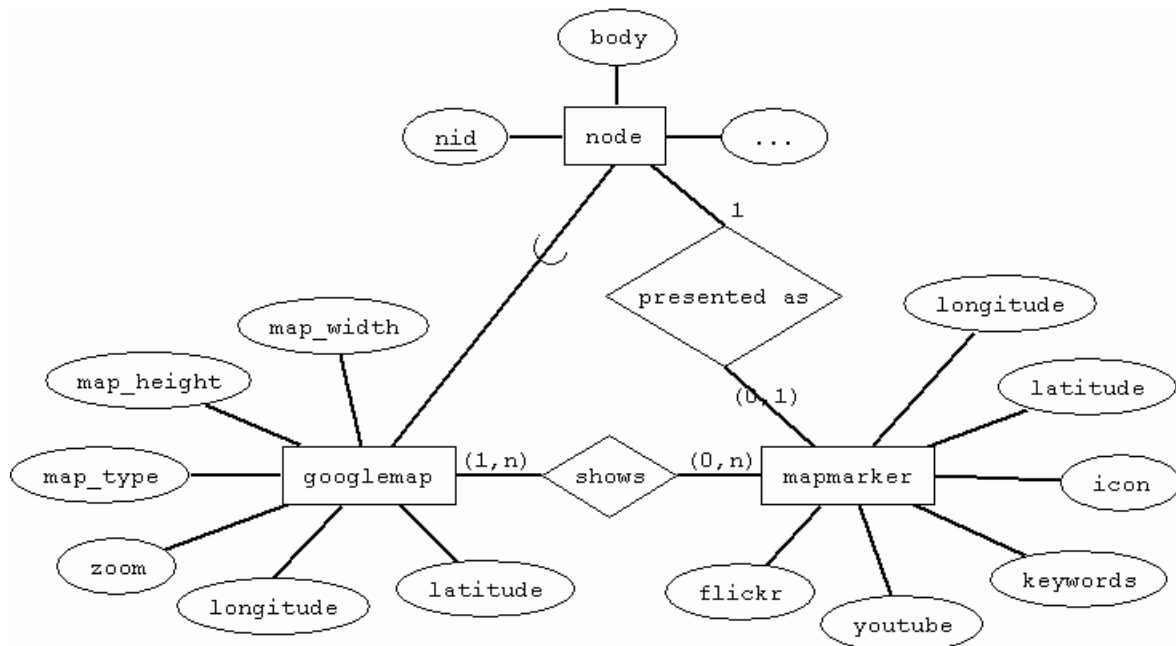 body
nid
node
...
1
presented as
longitude
map_width
map_height
latitude
(0,1)
map_type
googlemap
(1,n)
shows
(0,n)
mapmarker
icon
zoom
longitude
latitude
flickr
youtube
keywords